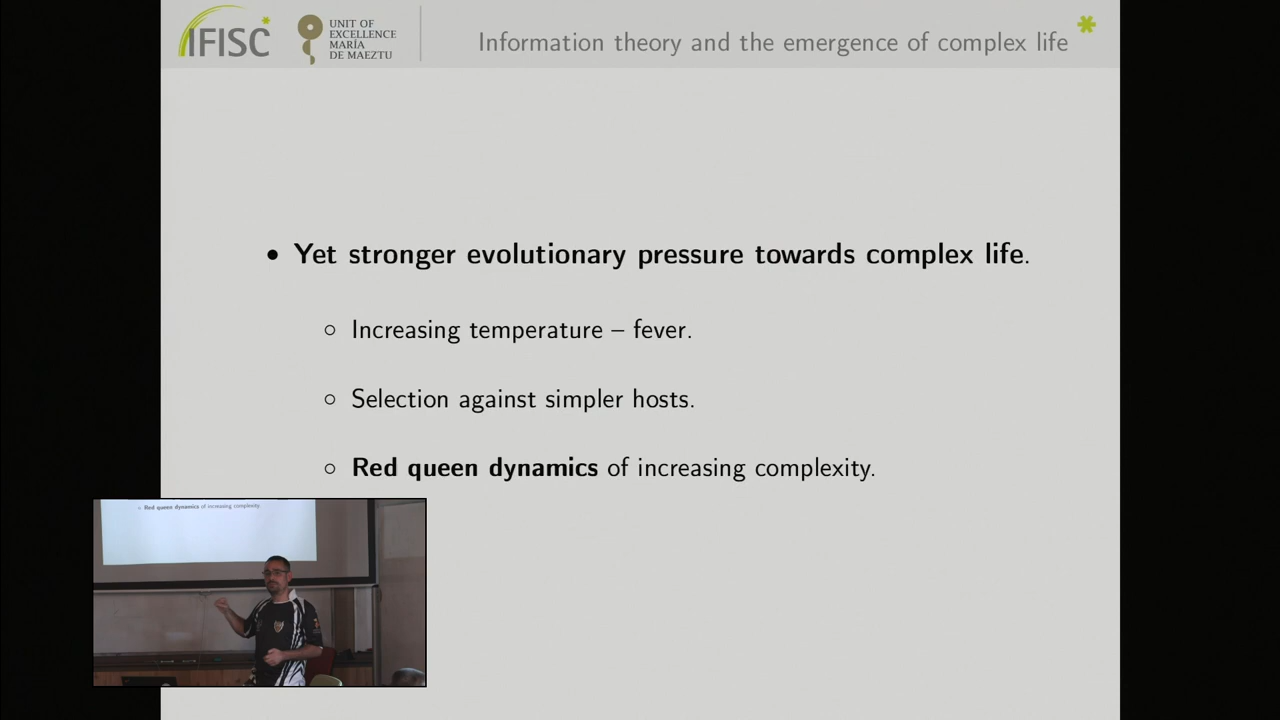 IFISC
UNIT OF
EXCELLENCE
MARÍA
DE MAEZTU
Information theory and the emergence of complex life
• Yet stronger evolutionary pressure towards complex life.
○ Increasing temperature – fever.
○ Selection against simpler hosts.
○ Red queen dynamics of increasing complexity.
Red queen dynamics of increasing complexity.